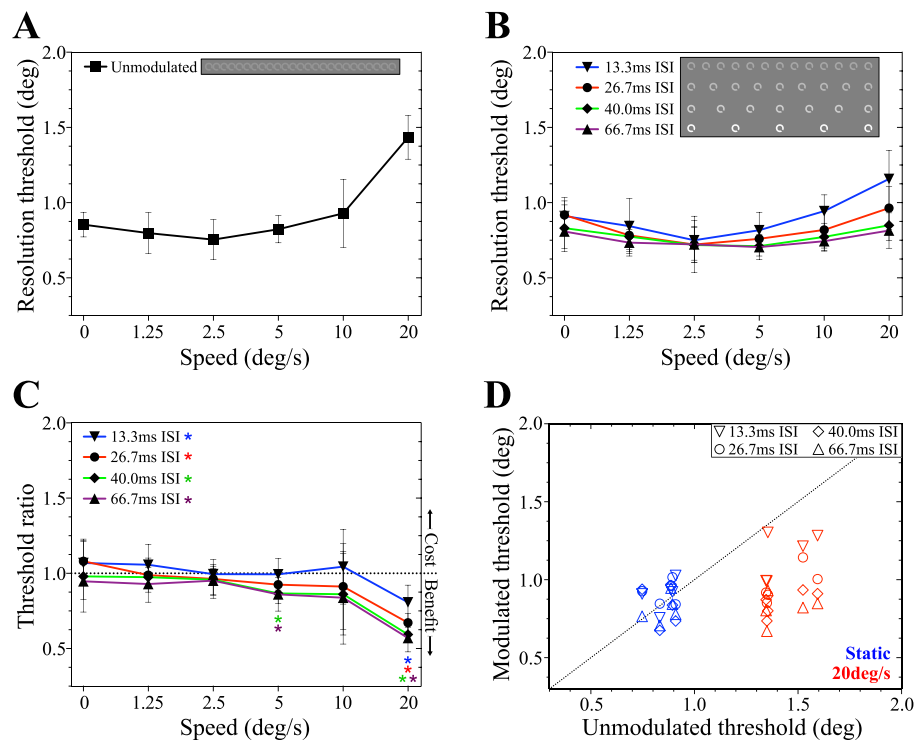 A
Resolution threshold (deg)
2.0
1.5
1.0
0.5
Unmodulated
0 1.25 2.5 5 10 20
Speed (deg/s)
B
Resolution threshold (deg)
2.0
1.5
1.0
0.5
13.3ms ISI
26.7ms ISI
40.0ms ISI
66.7ms ISI
0 1.25 2.5 5 10 20
Speed (deg/s)
C
Threshold ratio
2.0
1.5
1.0
0.5
13.3ms ISI *
26.7ms ISI *
40.0ms ISI *
66.7ms ISI *
Cost
Benefit
*
*
*
*
* *
0 1.25 2.5 5 10 20
Speed (deg/s)
D
Modulated threshold (deg)
2.0
1.5
1.0
0.5
13.3ms ISI 40.0ms ISI
26.7ms ISI 66.7ms ISI
Static
20deg/s
0.5 1.0 1.5 2.0
Unmodulated threshold (deg)